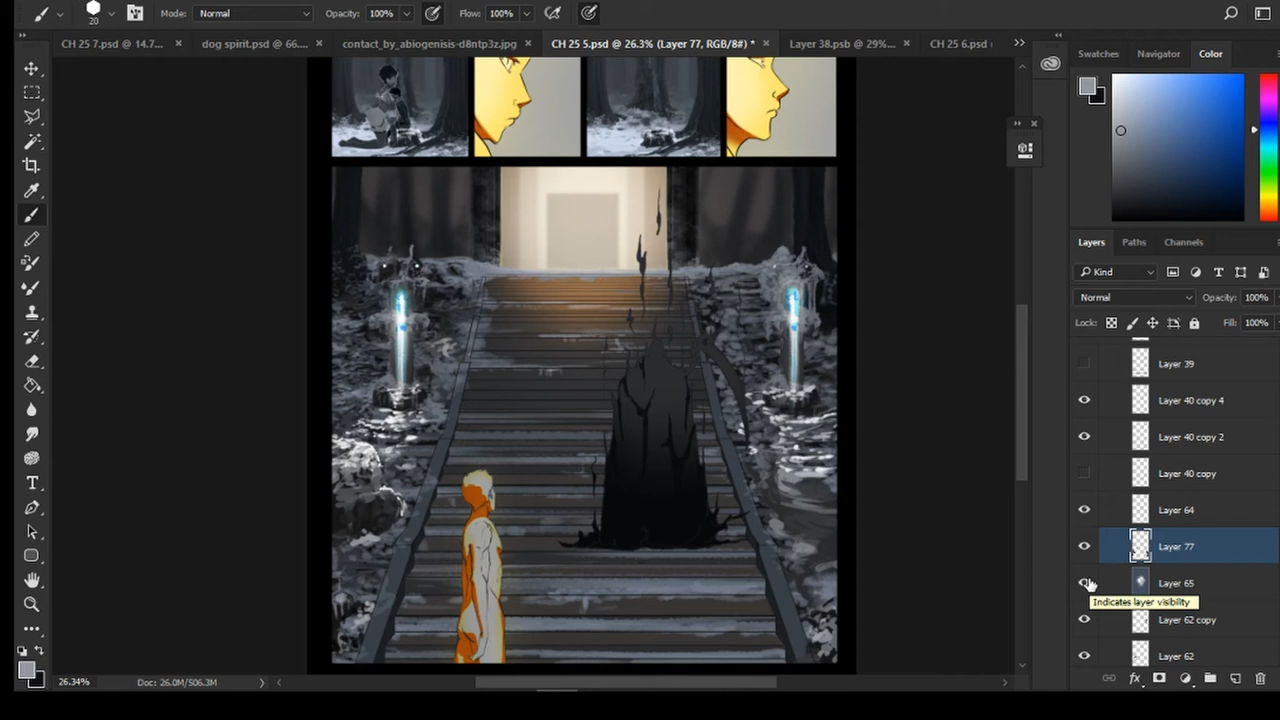 20 Mode: Normal Opacity: 100% Flow: 100%
CH 25 7.psd @ 14.7... × dog spirit.psd @ 66.... × contact_by_abiogenisis-d8ntp3z.jpg × CH 25 5.psd @ 26.3% (Layer 77, RGB/8#) * × Layer 38.psb @ 29%... × CH 25 6.psd
Swatches Navigator Color
Layers Paths Channels
Kind
Normal Opacity: 100%
Lock: Fill: 100%
Layer 39
Layer 40 copy 4
Layer 40 copy 2
Layer 40 copy
Layer 64
Layer 77
Layer 65
Indicates layer visibility
Layer 62 copy
Layer 62
26.34% Doc: 26.0M/506.3M